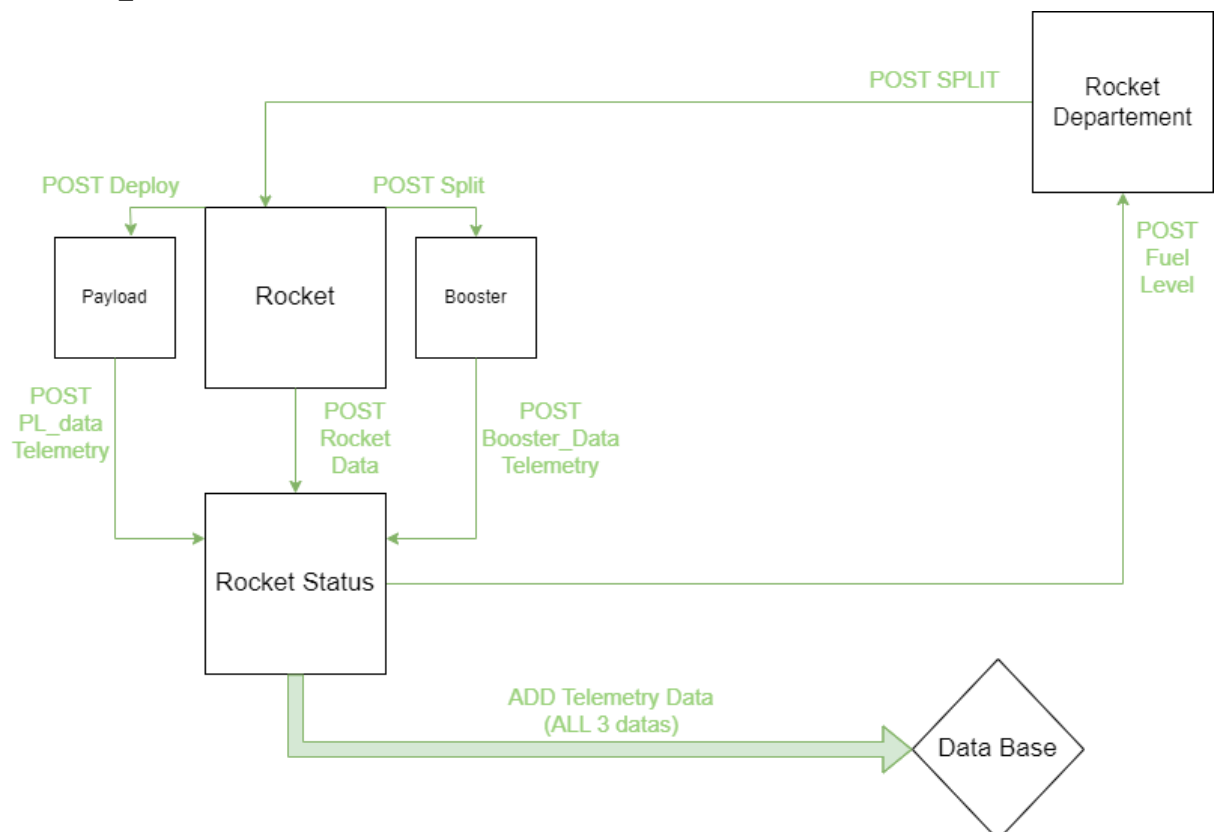 POST SPLIT
Rocket
Departement
POST Deploy
POST Split
POST
Fuel
Level
Payload
Rocket
Booster
POST
PL_data
Telemetry
POST
Rocket
Data
POST
Booster_Data
Telemetry
Rocket Status
ADD Telemetry Data
(ALL 3 datas)
Data Base